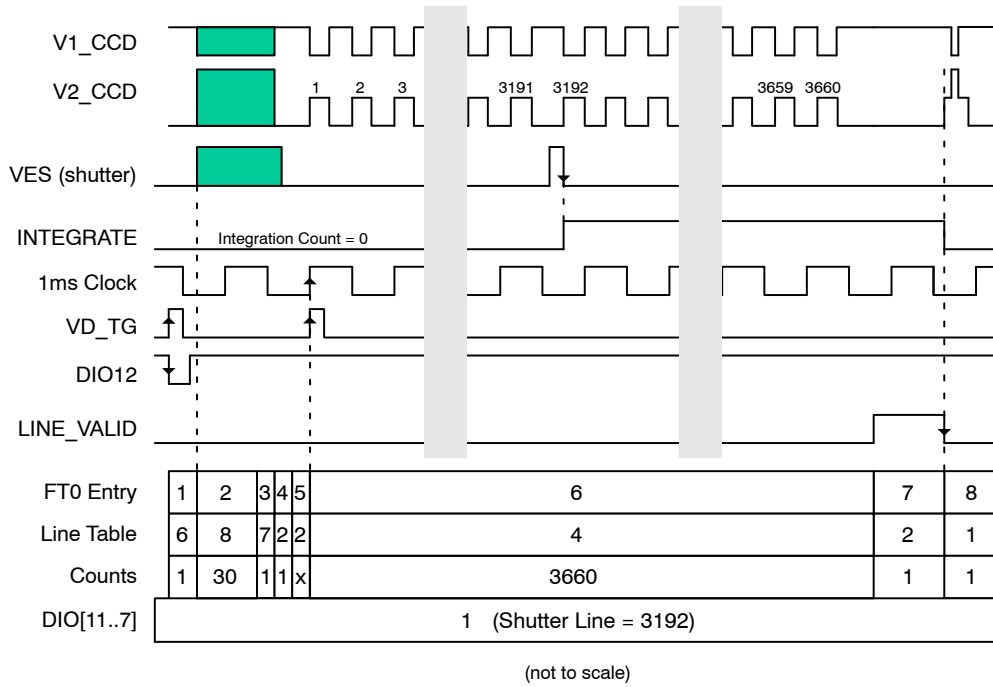 V1_CCD
V2_CCD
1 2 3 3191 3192 3659 3660
VES (shutter)
INTEGRATE
Integration Count = 0
1ms Clock
VD_TG
DIO12
LINE_VALID
FT0 Entry 1 2 3 4 5 6 7 8
Line Table 6 8 7 2 2 4 2 1
Counts 1 30 1 1 x 3660 1 1
DIO[11..7] 1 (Shutter Line = 3192)
(not to scale)